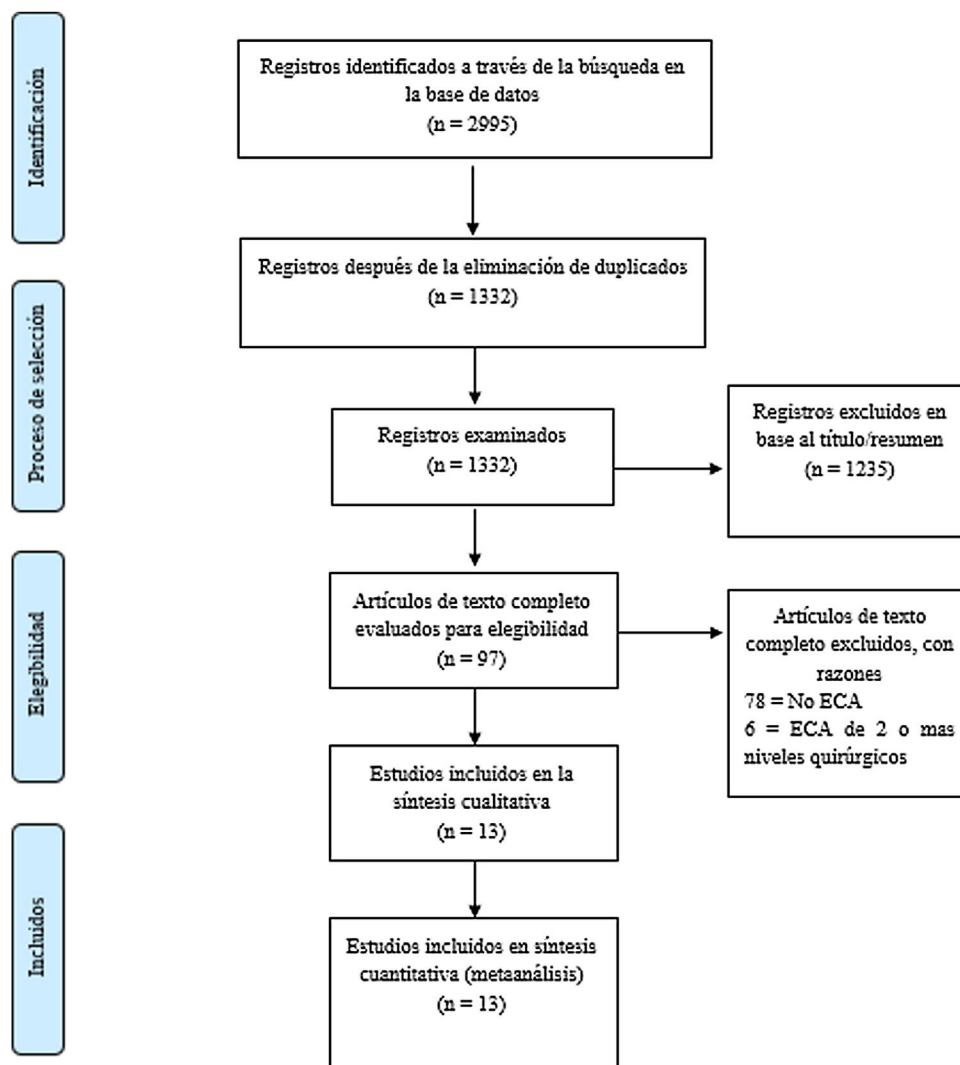 Identificación
Registros identificados a través de la búsqueda en
la base de datos
(n = 2995)
Registros después de la eliminación de duplicados
(n = 1332)
Proceso de selección
Registros examinados
(n = 1332)
Registros excluidos en
base al título/resumen
(n = 1235)
Elegibilidad
Artículos de texto completo
evaluados para elegibilidad
(n = 97)
Artículos de texto
completo excluidos, con
razones
78 = No ECA
6 = ECA de 2 o mas
niveles quirúrgicos
Estudios incluidos en la
síntesis cualitativa
(n = 13)
Incluidos
Estudios incluidos en síntesis
cuantitativa (metaanálisis)
(n = 13)